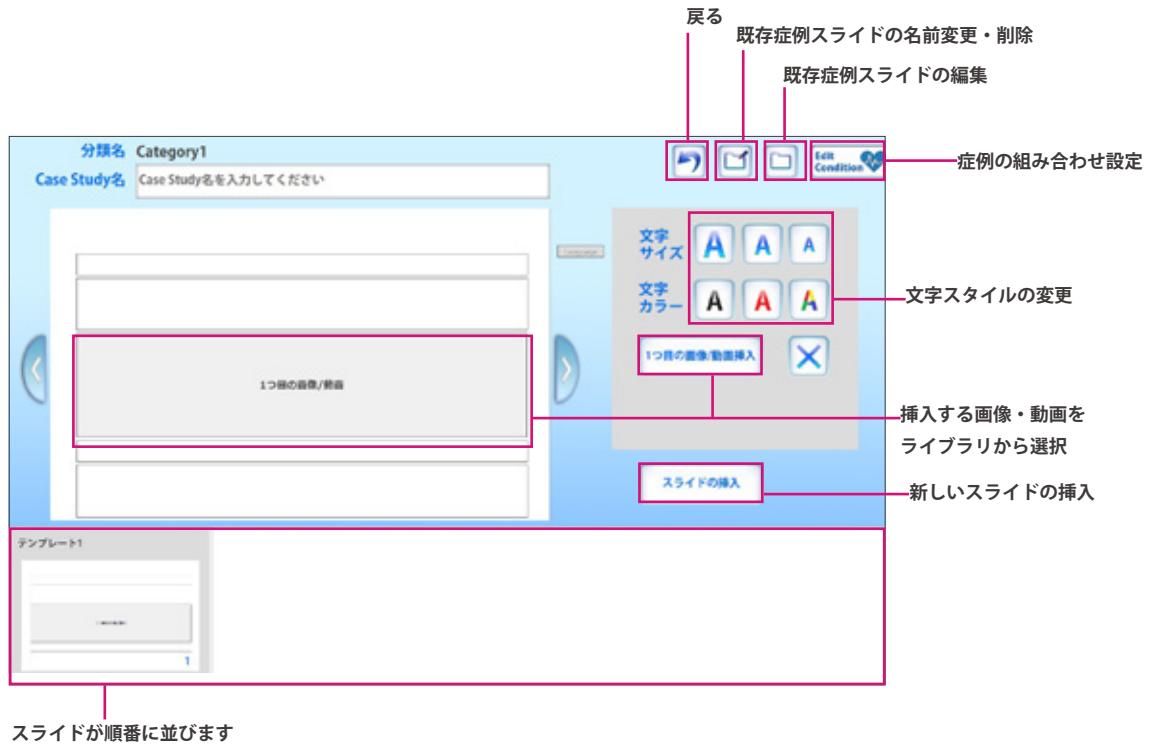 戻る
既存症例スライドの名前変更・削除
既存症例スライドの編集
分類名 Category1
Case Study名 Case Study名を入力してください
Edit
Condition
症例の組み合わせ設定
文字
サイズ
A A A
文字
カラー
A A A
文字スタイルの変更
1つ目の画像/動画挿入
1つ目の画像/動画
挿入する画像・動画を
ライブラリから選択
スライドの挿入
新しいスライドの挿入
テンプレート1
1
スライドが順番に並びます